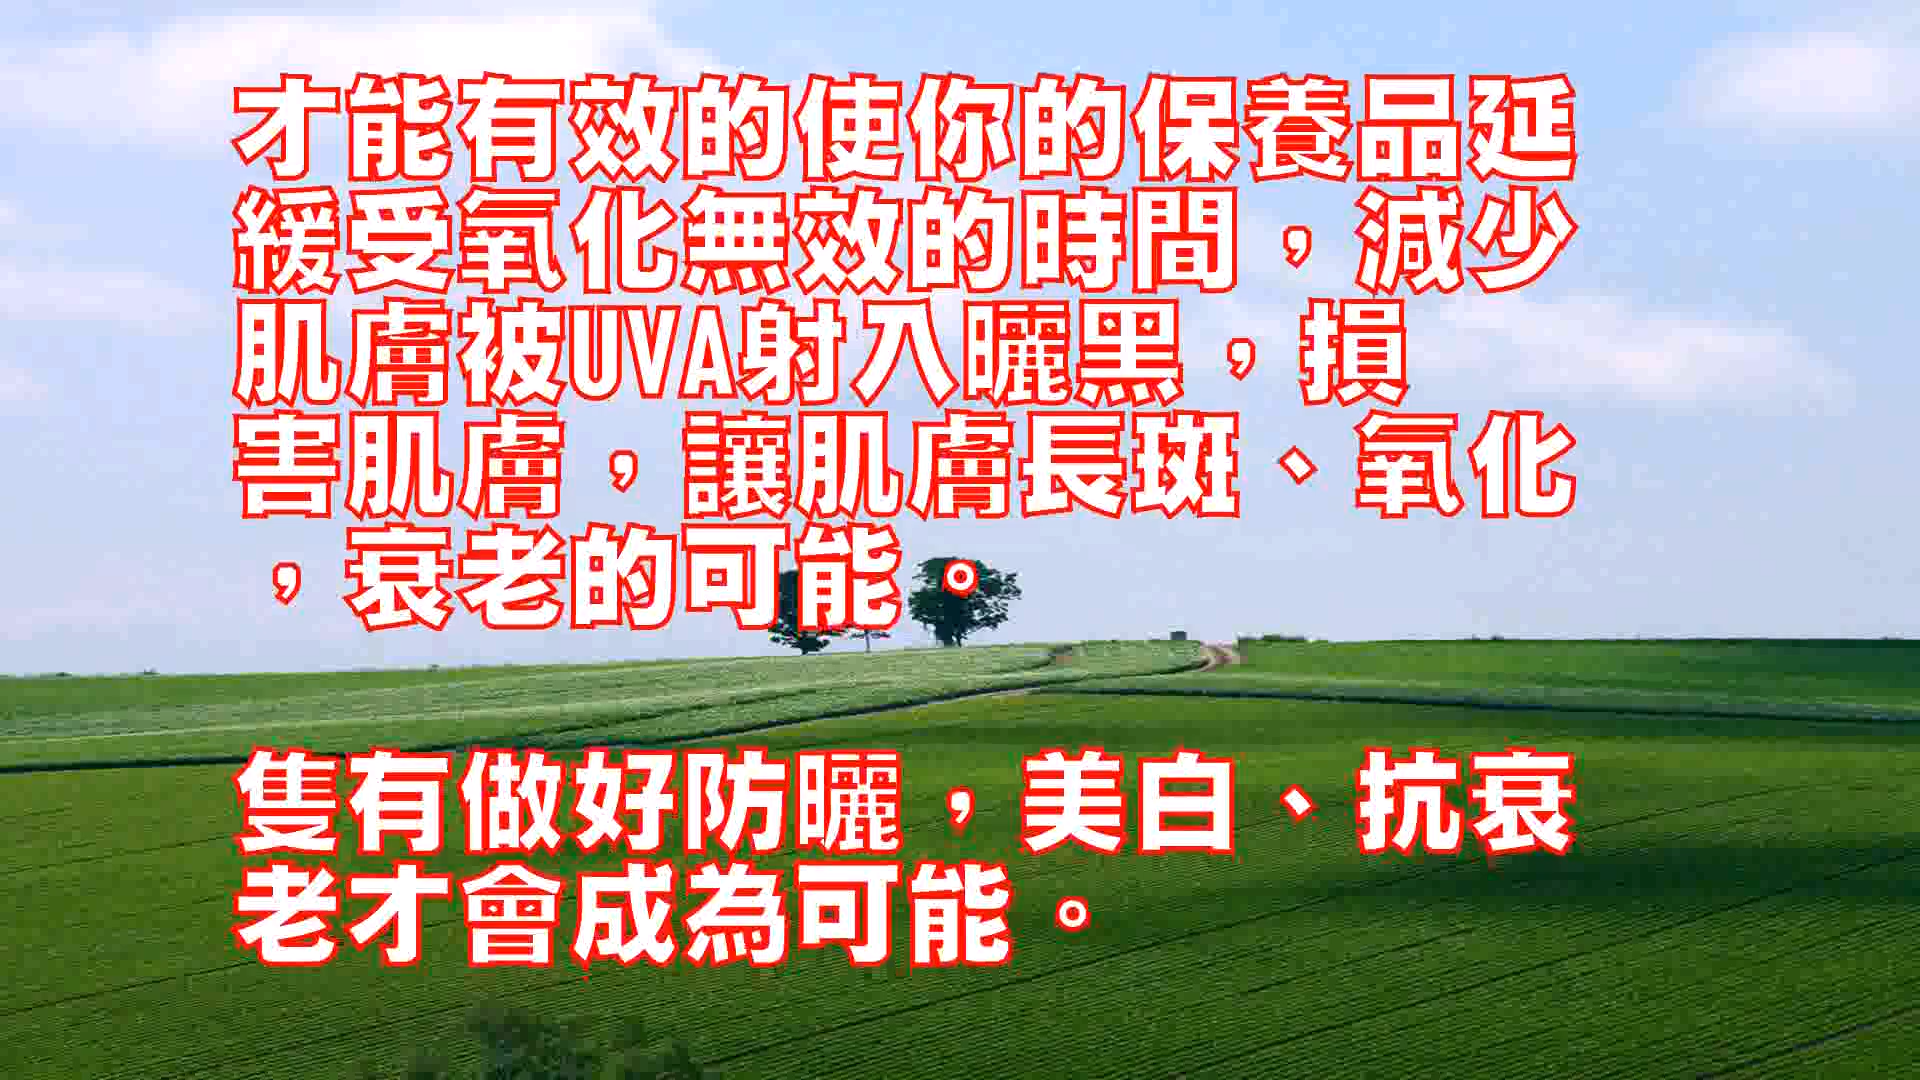 才能有效的使你的保養品延
緩受氧化無效的時間，減少
肌膚被UVA射入曬黑，損
害肌膚，讓肌膚長斑、氧化
，衰老的可能。
隻有做好防曬，美白、抗衰
老才會成為可能。